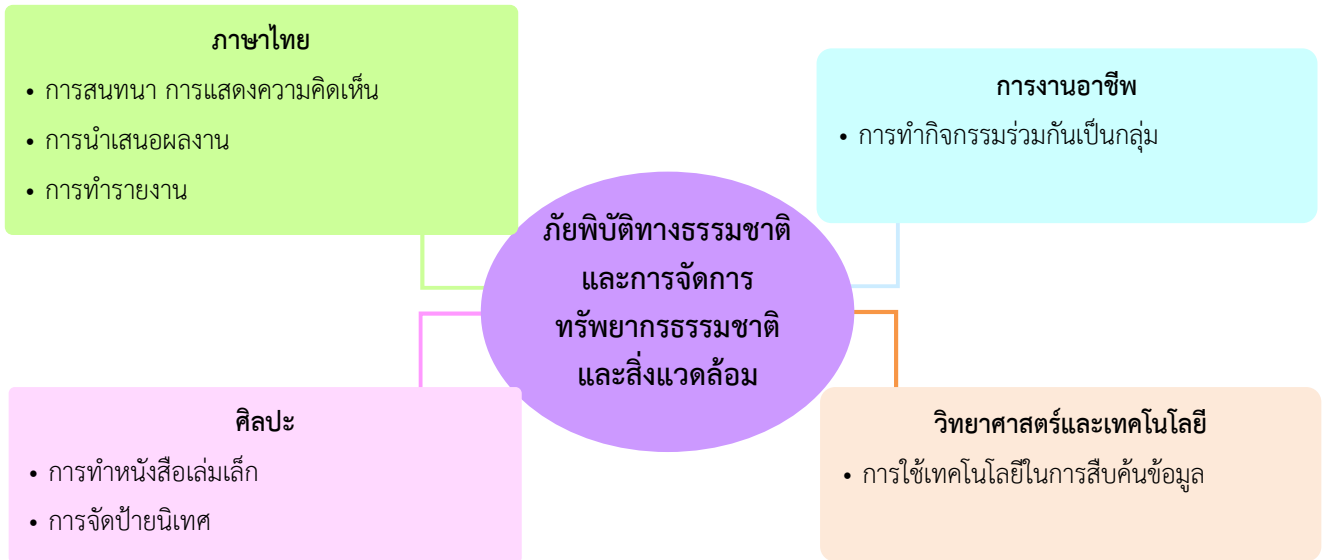 ภาษาไทย
• การสนทนา การแสดงความคิดเห็น
• การนำเสนอผลงาน
• การทำรายงาน
การงานอาชีพ
• การทำกิจกรรมร่วมกันเป็นกลุ่ม
ภัยพิบัติทางธรรมชาติ
และการจัดการ
ทรัพยากรธรรมชาติ
และสิ่งแวดล้อม
ศิลปะ
• การทำหนังสือเล่มเล็ก
• การจัดป้ายนิเทศ
วิทยาศาสตร์และเทคโนโลยี
• การใช้เทคโนโลยีในการสืบค้นข้อมูล